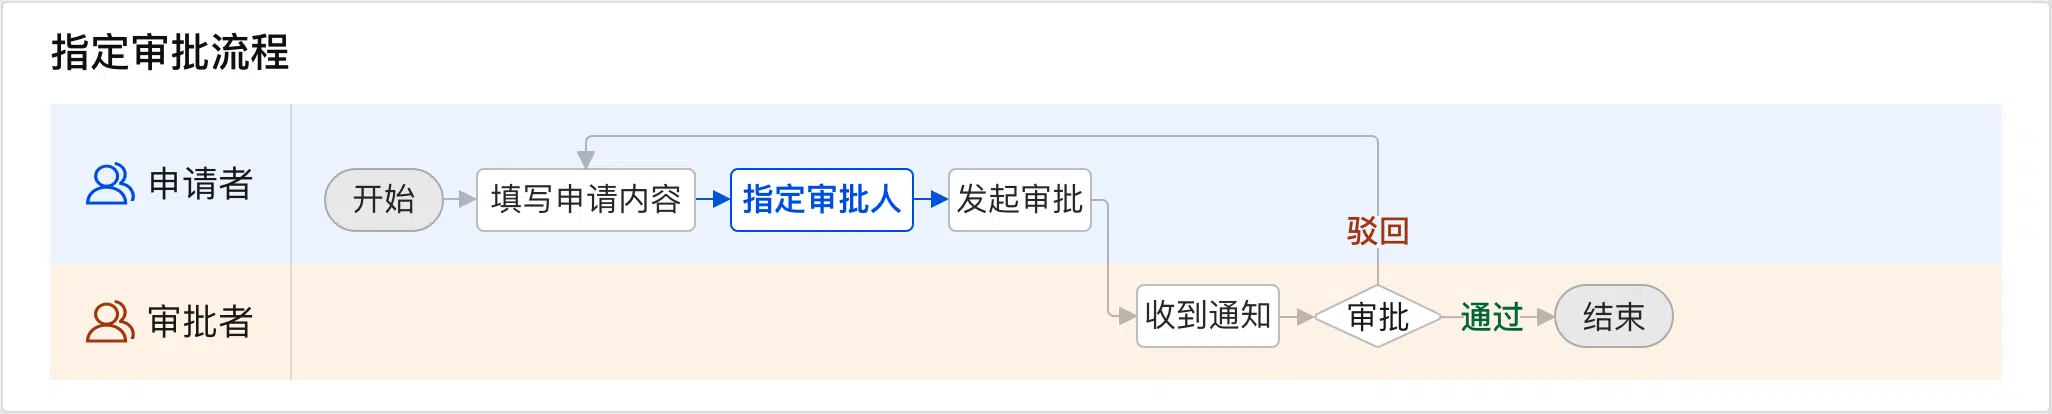 指定审批流程
申请者
开始
填写申请内容
指定审批人
发起审批
驳回
审批者
收到通知
审批
通过
结束